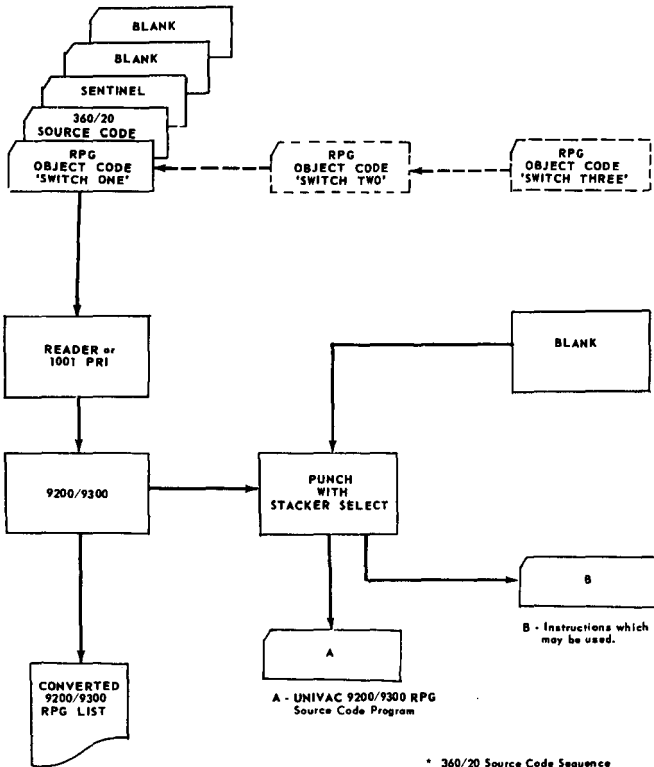 BLANK
BLANK
SENTINEL
360/20
SOURCE CODE
RPG
OBJECT CODE
'SWITCH ONE'
RPG
OBJECT CODE
'SWITCH TWO'
RPG
OBJECT CODE
'SWITCH THREE'
READER or
1001 PRI
BLANK
9200/9300
PUNCH
WITH
STACKER SELECT
B
B - Instructions which
may be used.
A
A - UNIVAC 9200/9300 RPG
Source Code Program
CONVERTED
9200/9300
RPG LIST
* 360/20 Source Code Sequence